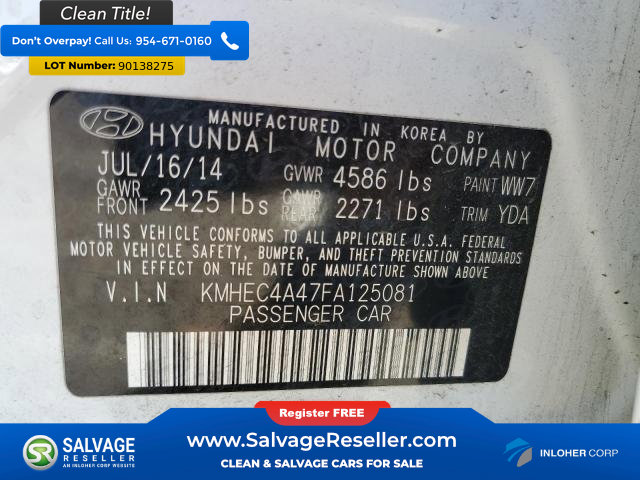 Clean Title!
Don't Overpay! Call Us: 954-671-0160
LOT Number: 90138275
MANUFACTURED IN KOREA BY
HYUNDAI MOTOR COMPANY
JUL/16/14 GVWR 4586 lbs PAINT WW7
GAWR FRONT 2425 lbs GAWR REAR 2271 lbs TRIM YDA
THIS VEHICLE CONFORMS TO ALL APPLICABLE U.S.A. FEDERAL
MOTOR VEHICLE SAFETY, BUMPER, AND THEFT PREVENTION STANDARDS
IN EFFECT ON THE DATE OF MANUFACTURE SHOWN ABOVE
V.I.N KMHEC4A47FA125081
PASSENGER CAR
Register FREE
SR
SALVAGE
RESELLER
AN INLOHER CORP WEBSITE
www.SalvageReseller.com
CLEAN & SALVAGE CARS FOR SALE
INLOHER CORP